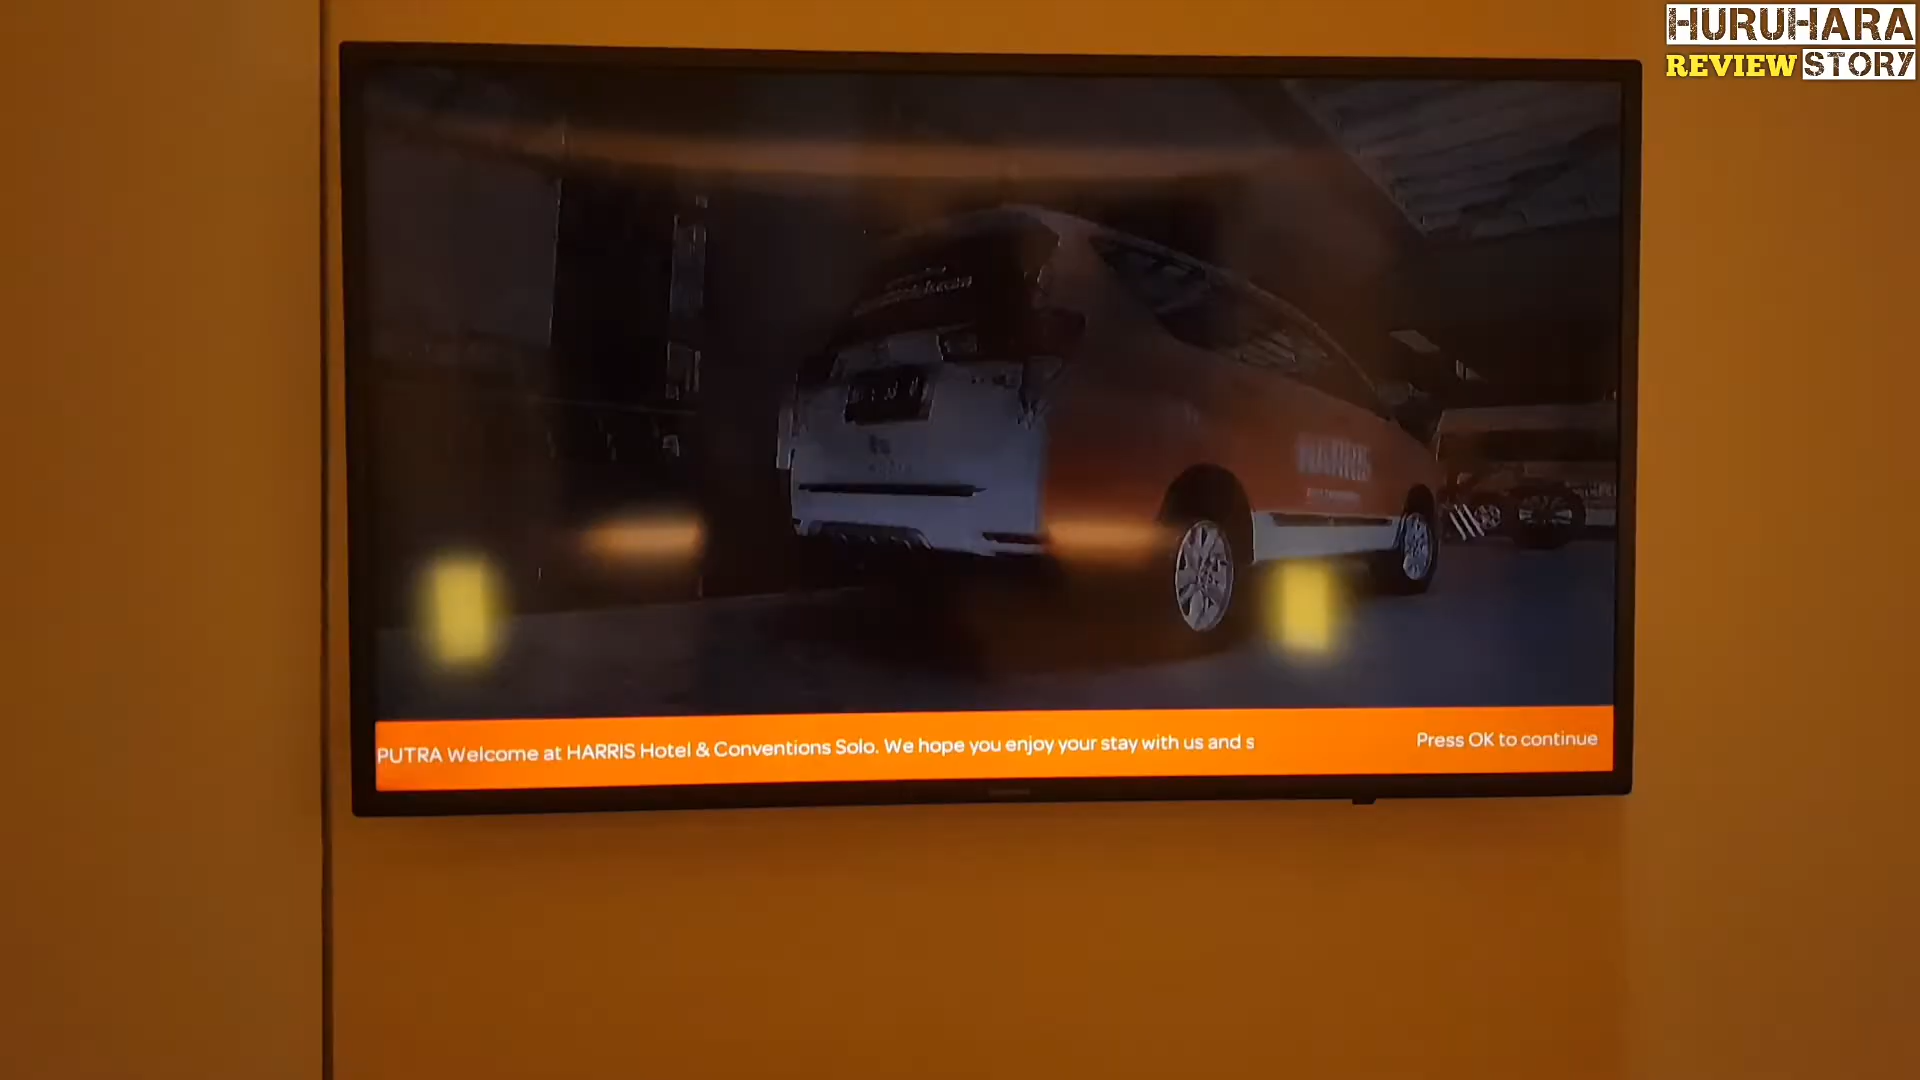 HURUHARA
REVIEW STORY
HARRIS
PUTRA Welcome at HARRIS Hotel & Conventions Solo. We hope you enjoy your stay with us and s
Press OK to continue